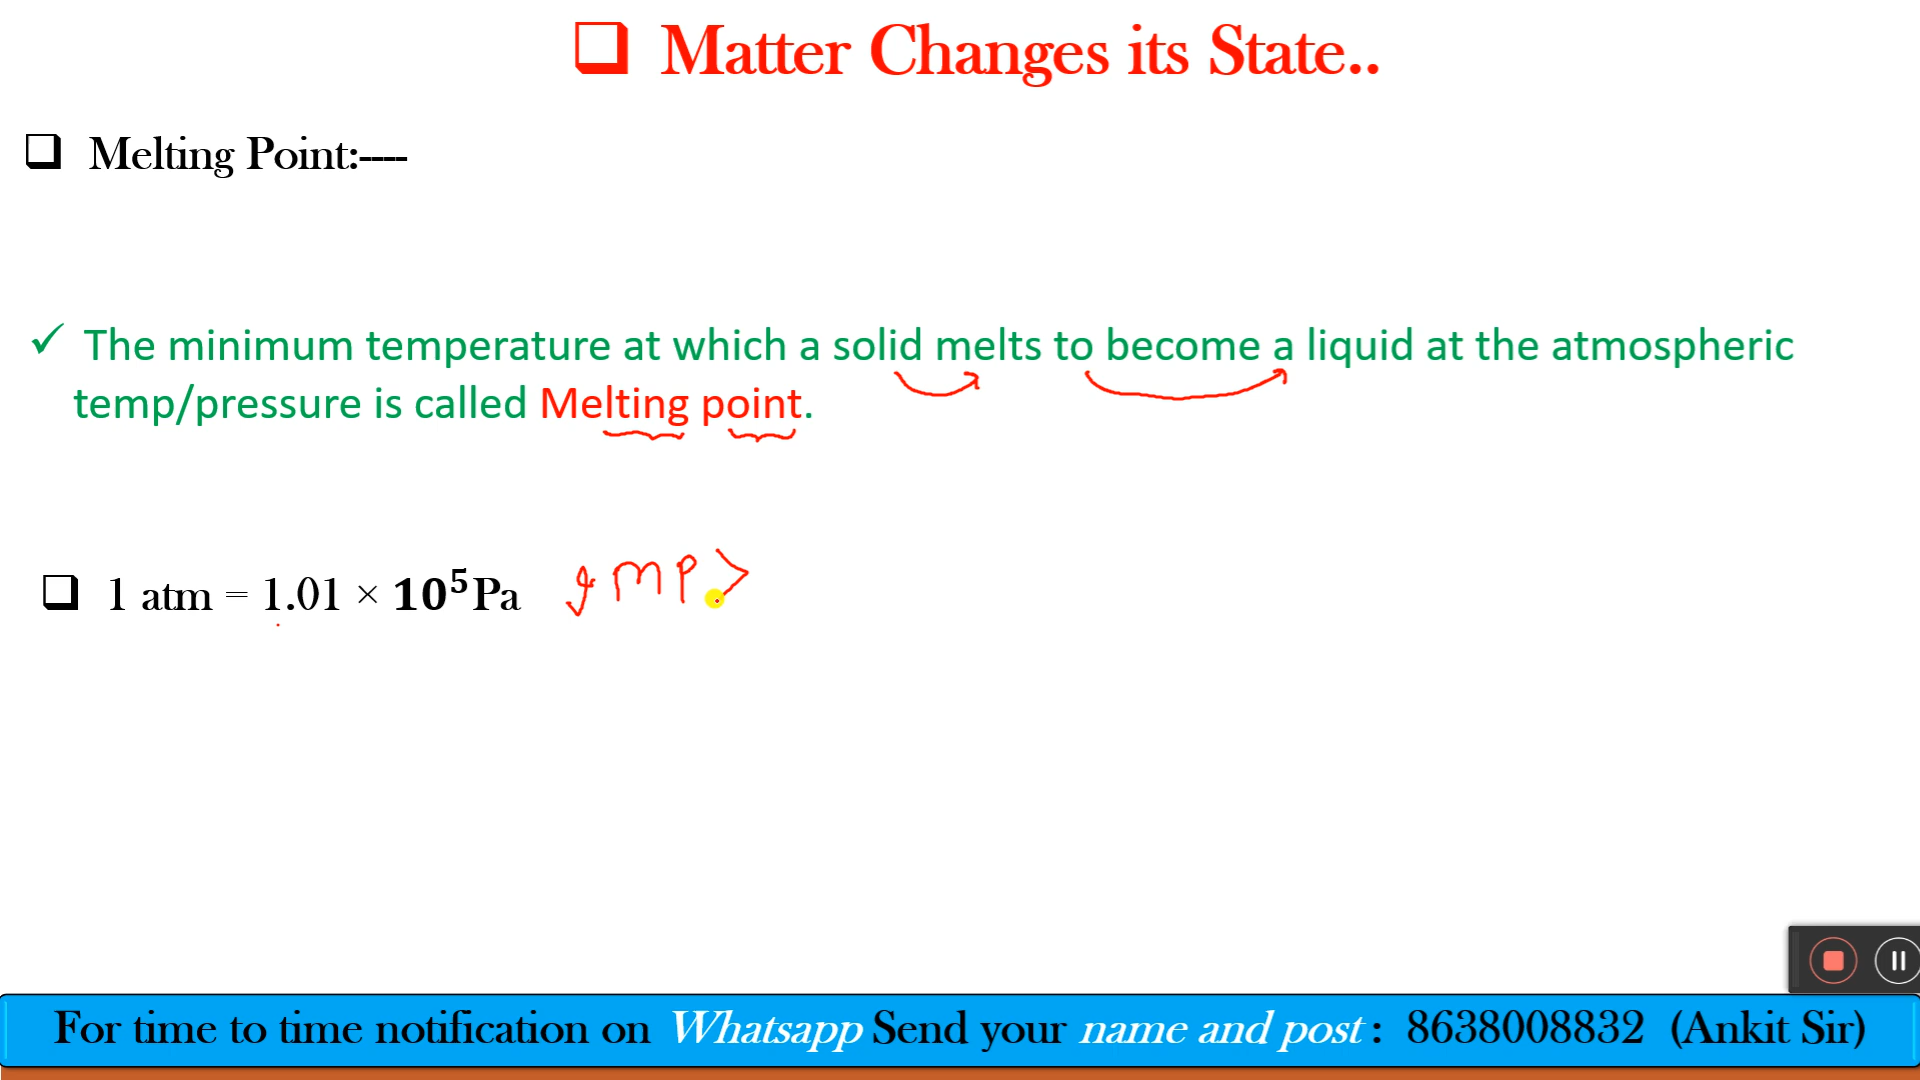 Matter Changes its State..
Melting Point:----
✓ The minimum temperature at which a solid melts to become a liquid at the atmospheric
temp/pressure is called Melting point.
1 atm = 1.01 × 10⁵Pa MP
For time to time notification on Whatsapp Send your name and post : 8638008832 (Ankit Sir)